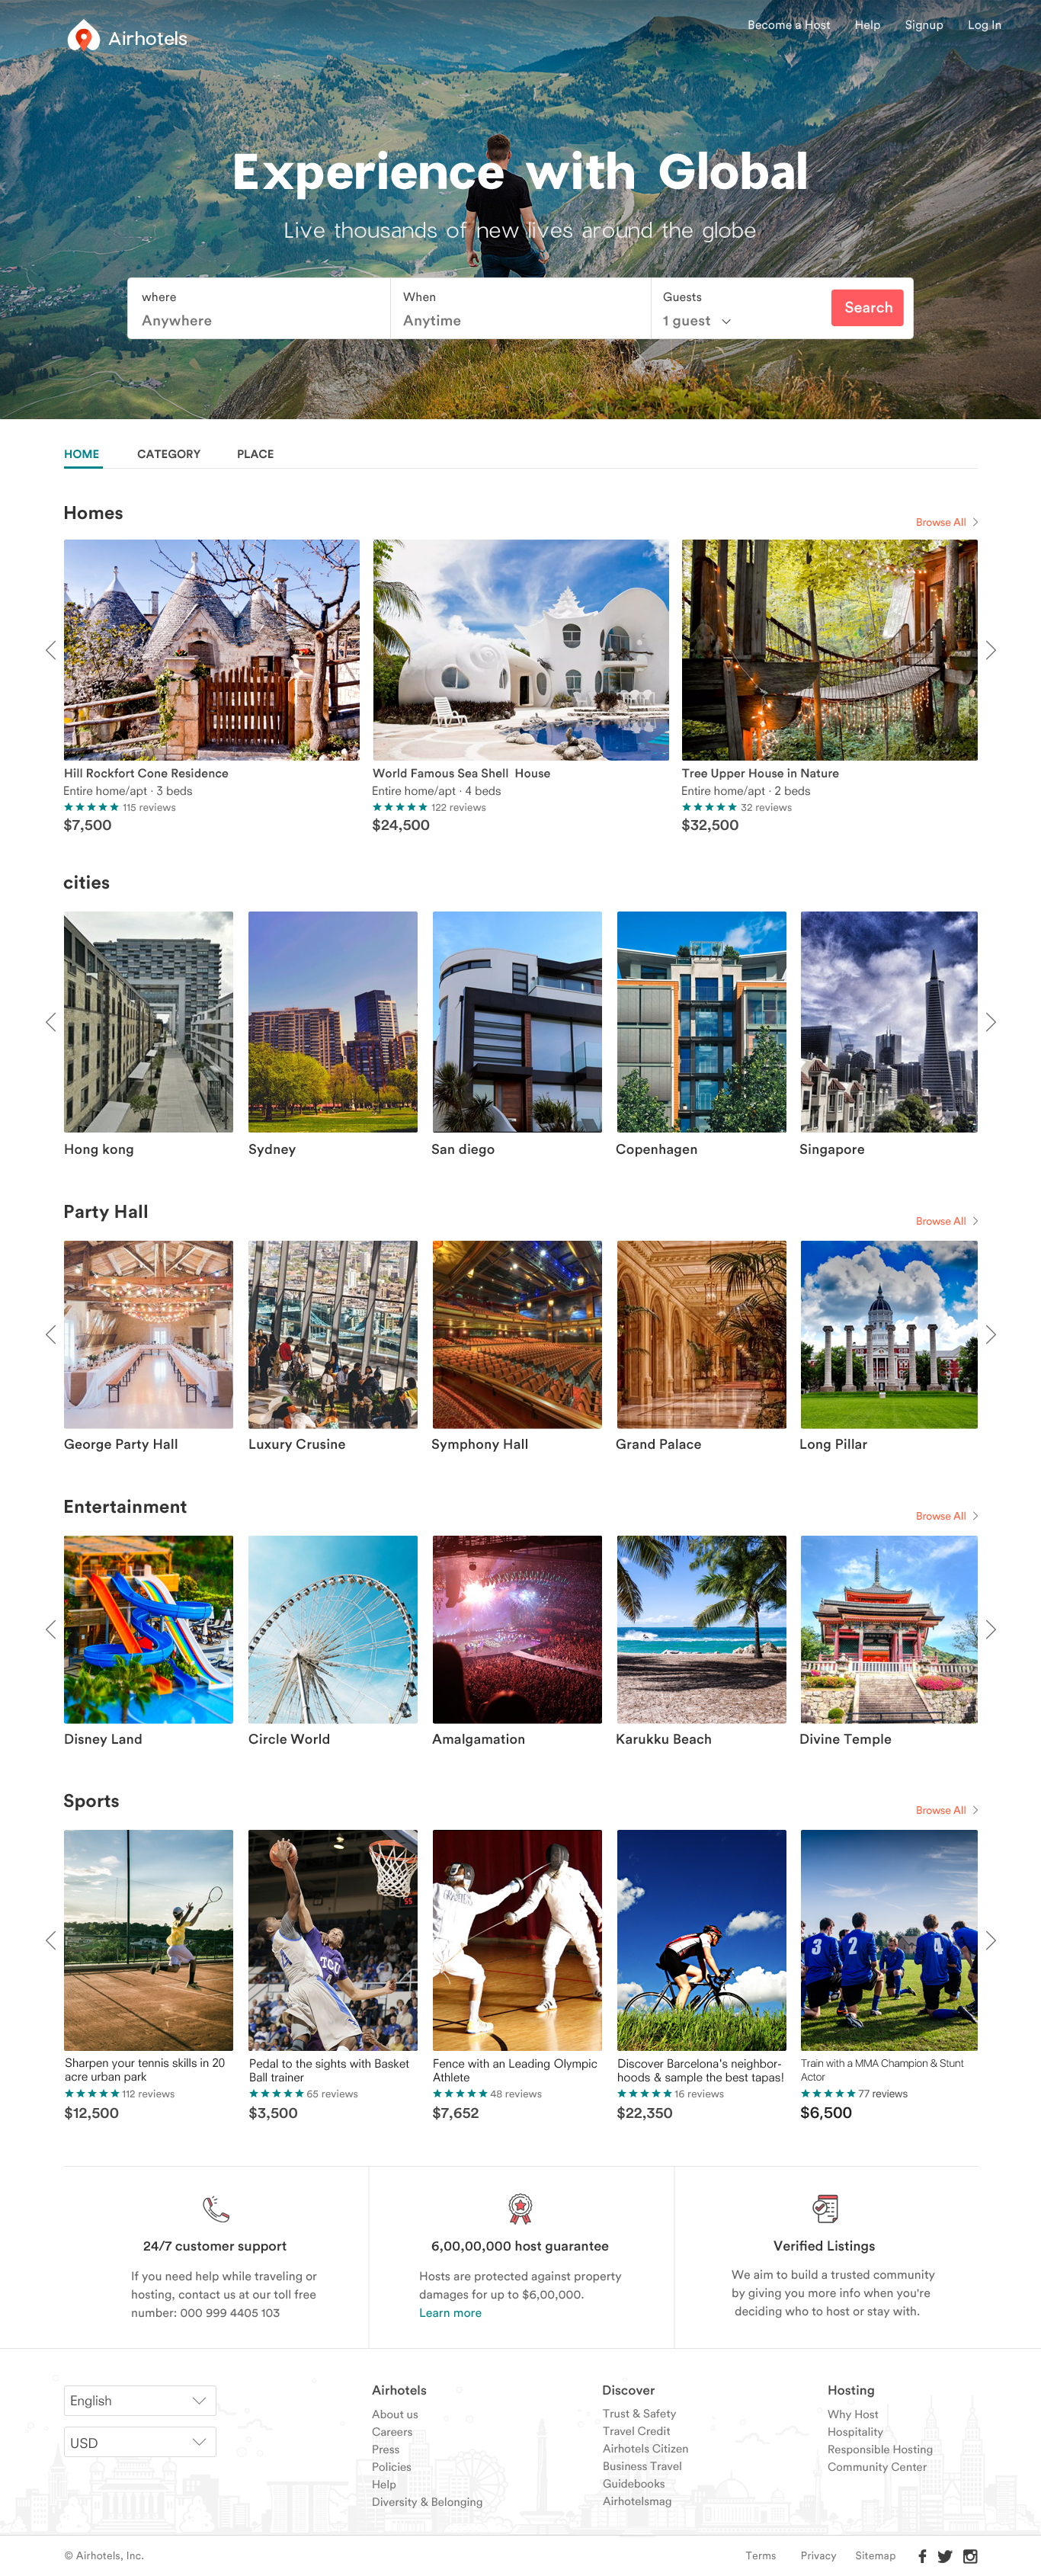 Airhotels
Become a Host Help Signup Log In
Experience with Global
Live thousands of new lives around the globe
where When Guests
Anywhere Anytime 1 guest Search
HOME CATEGORY PLACE
Homes
Browse All
Hill Rockfort Cone Residence
Entire home/apt · 3 beds
115 reviews
$7,500
World Famous Sea Shell House
Entire home/apt · 4 beds
122 reviews
$24,500
Tree Upper House in Nature
Entire home/apt · 2 beds
32 reviews
$32,500
cities
Hong kong Sydney San diego Copenhagen Singapore
Party Hall
Browse All
George Party Hall Luxury Crusine Symphony Hall Grand Palace Long Pillar
Entertainment
Browse All
Disney Land Circle World Amalgamation Karukku Beach Divine Temple
Sports
Browse All
TCU
3 2 4
Sharpen your tennis skills in 20
acre urban park
112 reviews
$12,500
Pedal to the sights with Basket
Ball trainer
65 reviews
$3,500
Fence with an Leading Olympic
Athlete
48 reviews
$7,652
Discover Barcelona's neighbor-
hoods & sample the best tapas!
16 reviews
$22,350
Train with a MMA Champion & Stunt
Actor
77 reviews
$6,500
24/7 customer support
If you need help while traveling or
hosting, contact us at our toll free
number: 000 999 4405 103
6,00,00,000 host guarantee
Hosts are protected against property
damages for up to $6,00,000.
Learn more
Verified Listings
We aim to build a trusted community
by giving you more info when you're
deciding who to host or stay with.
English
USD
Airhotels
About us
Careers
Press
Policies
Help
Diversity & Belonging
Discover
Trust & Safety
Travel Credit
Airhotels Citizen
Business Travel
Guidebooks
Airhotelsmag
Hosting
Why Host
Hospitality
Responsible Hosting
Community Center
© Airhotels, Inc.
Terms Privacy Sitemap